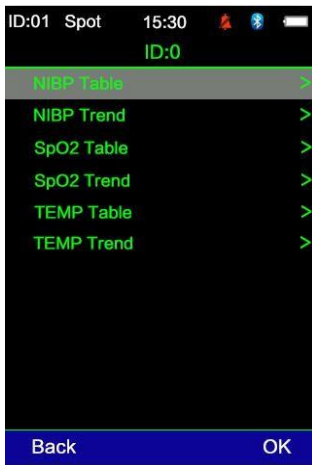 ID:01 Spot 15:30
ID:0
NIBP Table >
NIBP Trend >
SpO2 Table >
SpO2 Trend >
TEMP Table >
TEMP Trend >
Back OK